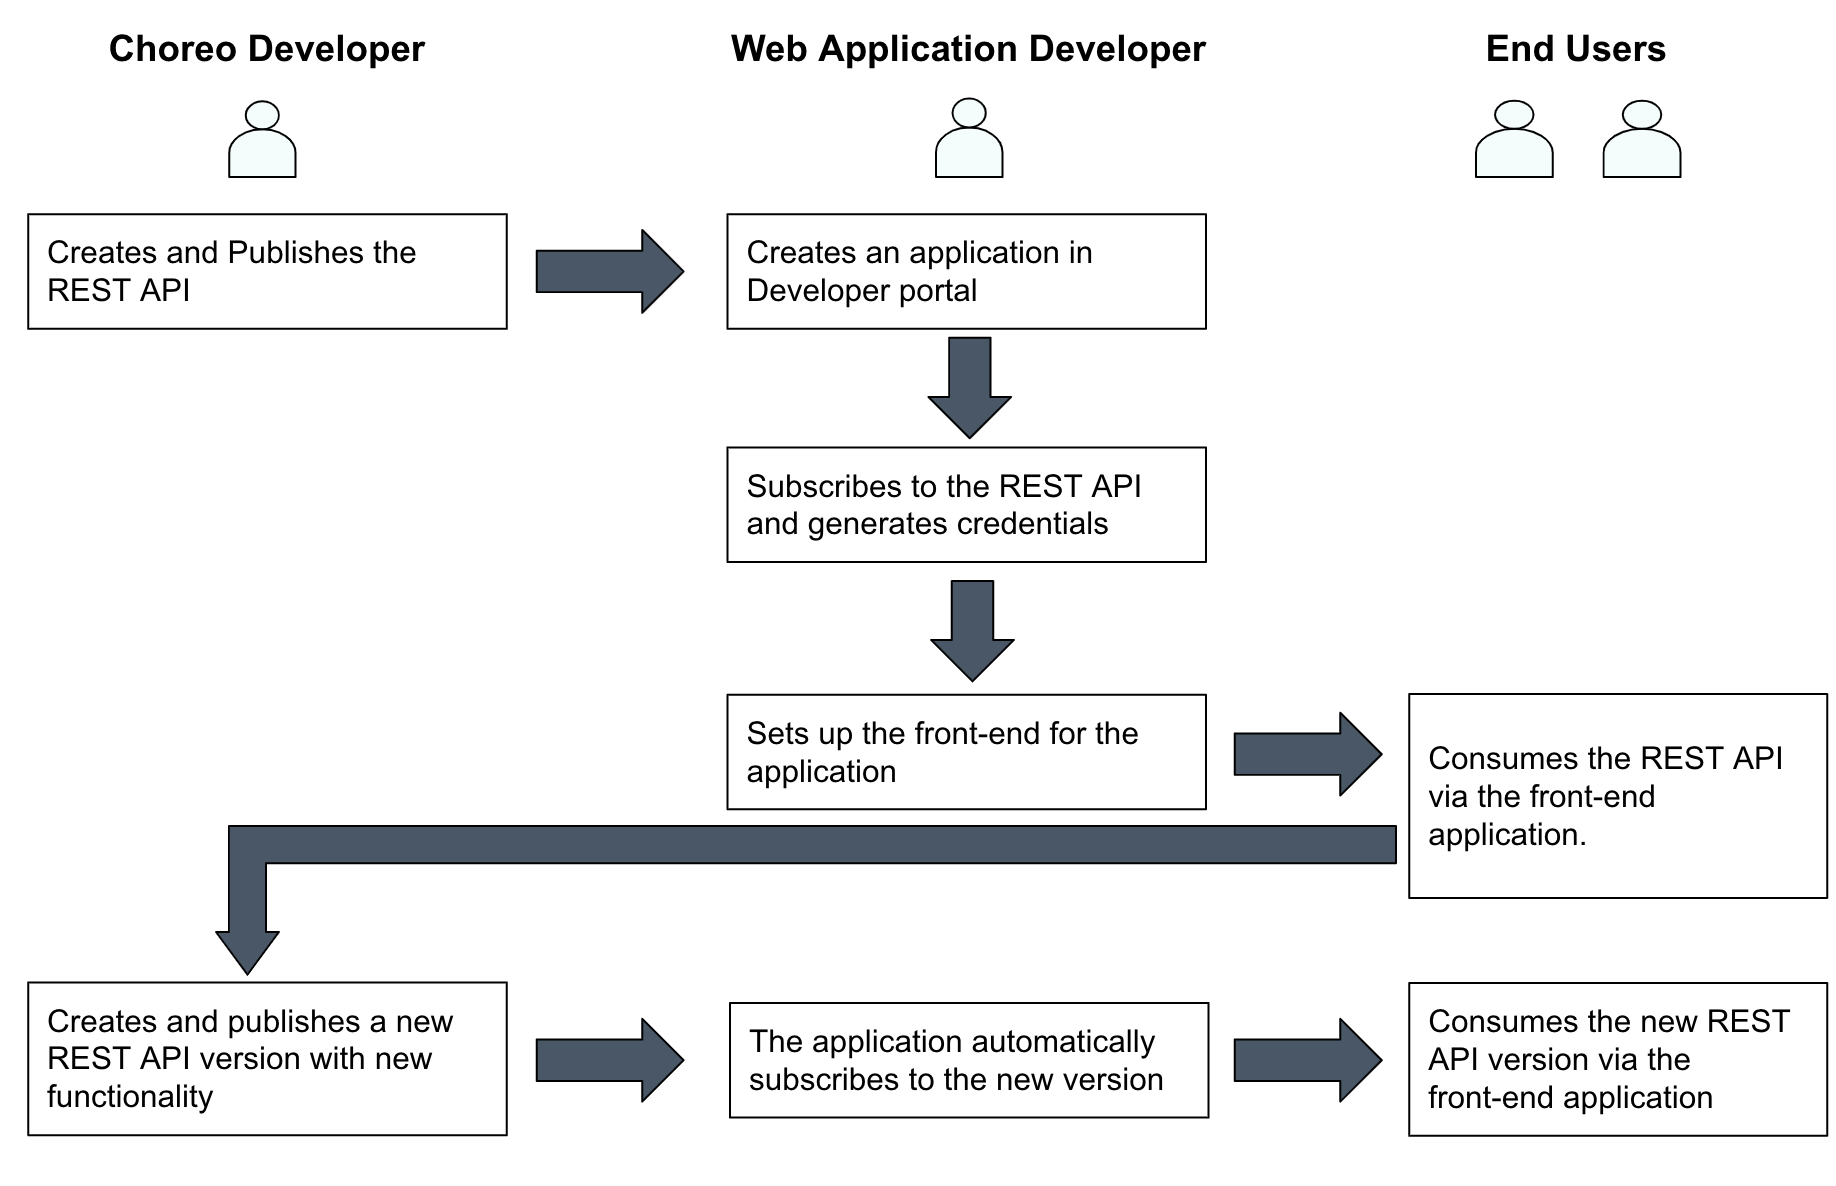 Choreo Developer
Web Application Developer
End Users
Creates and Publishes the
REST API
Creates an application in
Developer portal
Subscribes to the REST API
and generates credentials
Sets up the front-end for the
application
Consumes the REST API
via the front-end
application.
Creates and publishes a new
REST API version with new
functionality
The application automatically
subscribes to the new version
Consumes the new REST
API version via the
front-end application